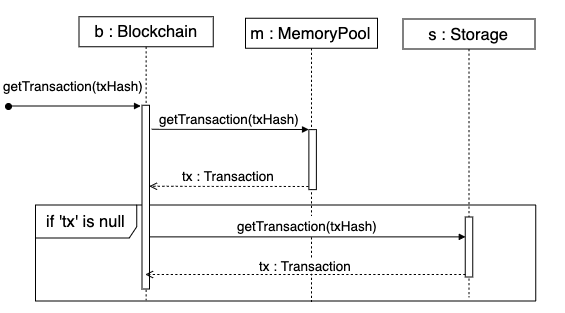 b : Blockchain
m : MemoryPool
s : Storage
getTransaction(txHash)
getTransaction(txHash)
tx : Transaction
if 'tx' is null
getTransaction(txHash)
tx : Transaction